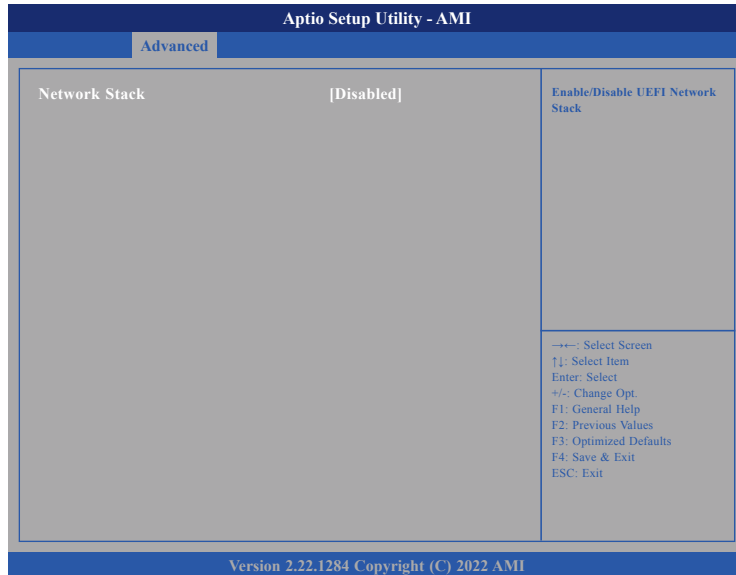 Aptio Setup Utility - AMI
Advanced
Network Stack [Disabled]
Enable/Disable UEFI Network
Stack
→←: Select Screen
↑↓: Select Item
Enter: Select
+/-: Change Opt.
F1: General Help
F2: Previous Values
F3: Optimized Defaults
F4: Save & Exit
ESC: Exit
Version 2.22.1284 Copyright (C) 2022 AMI